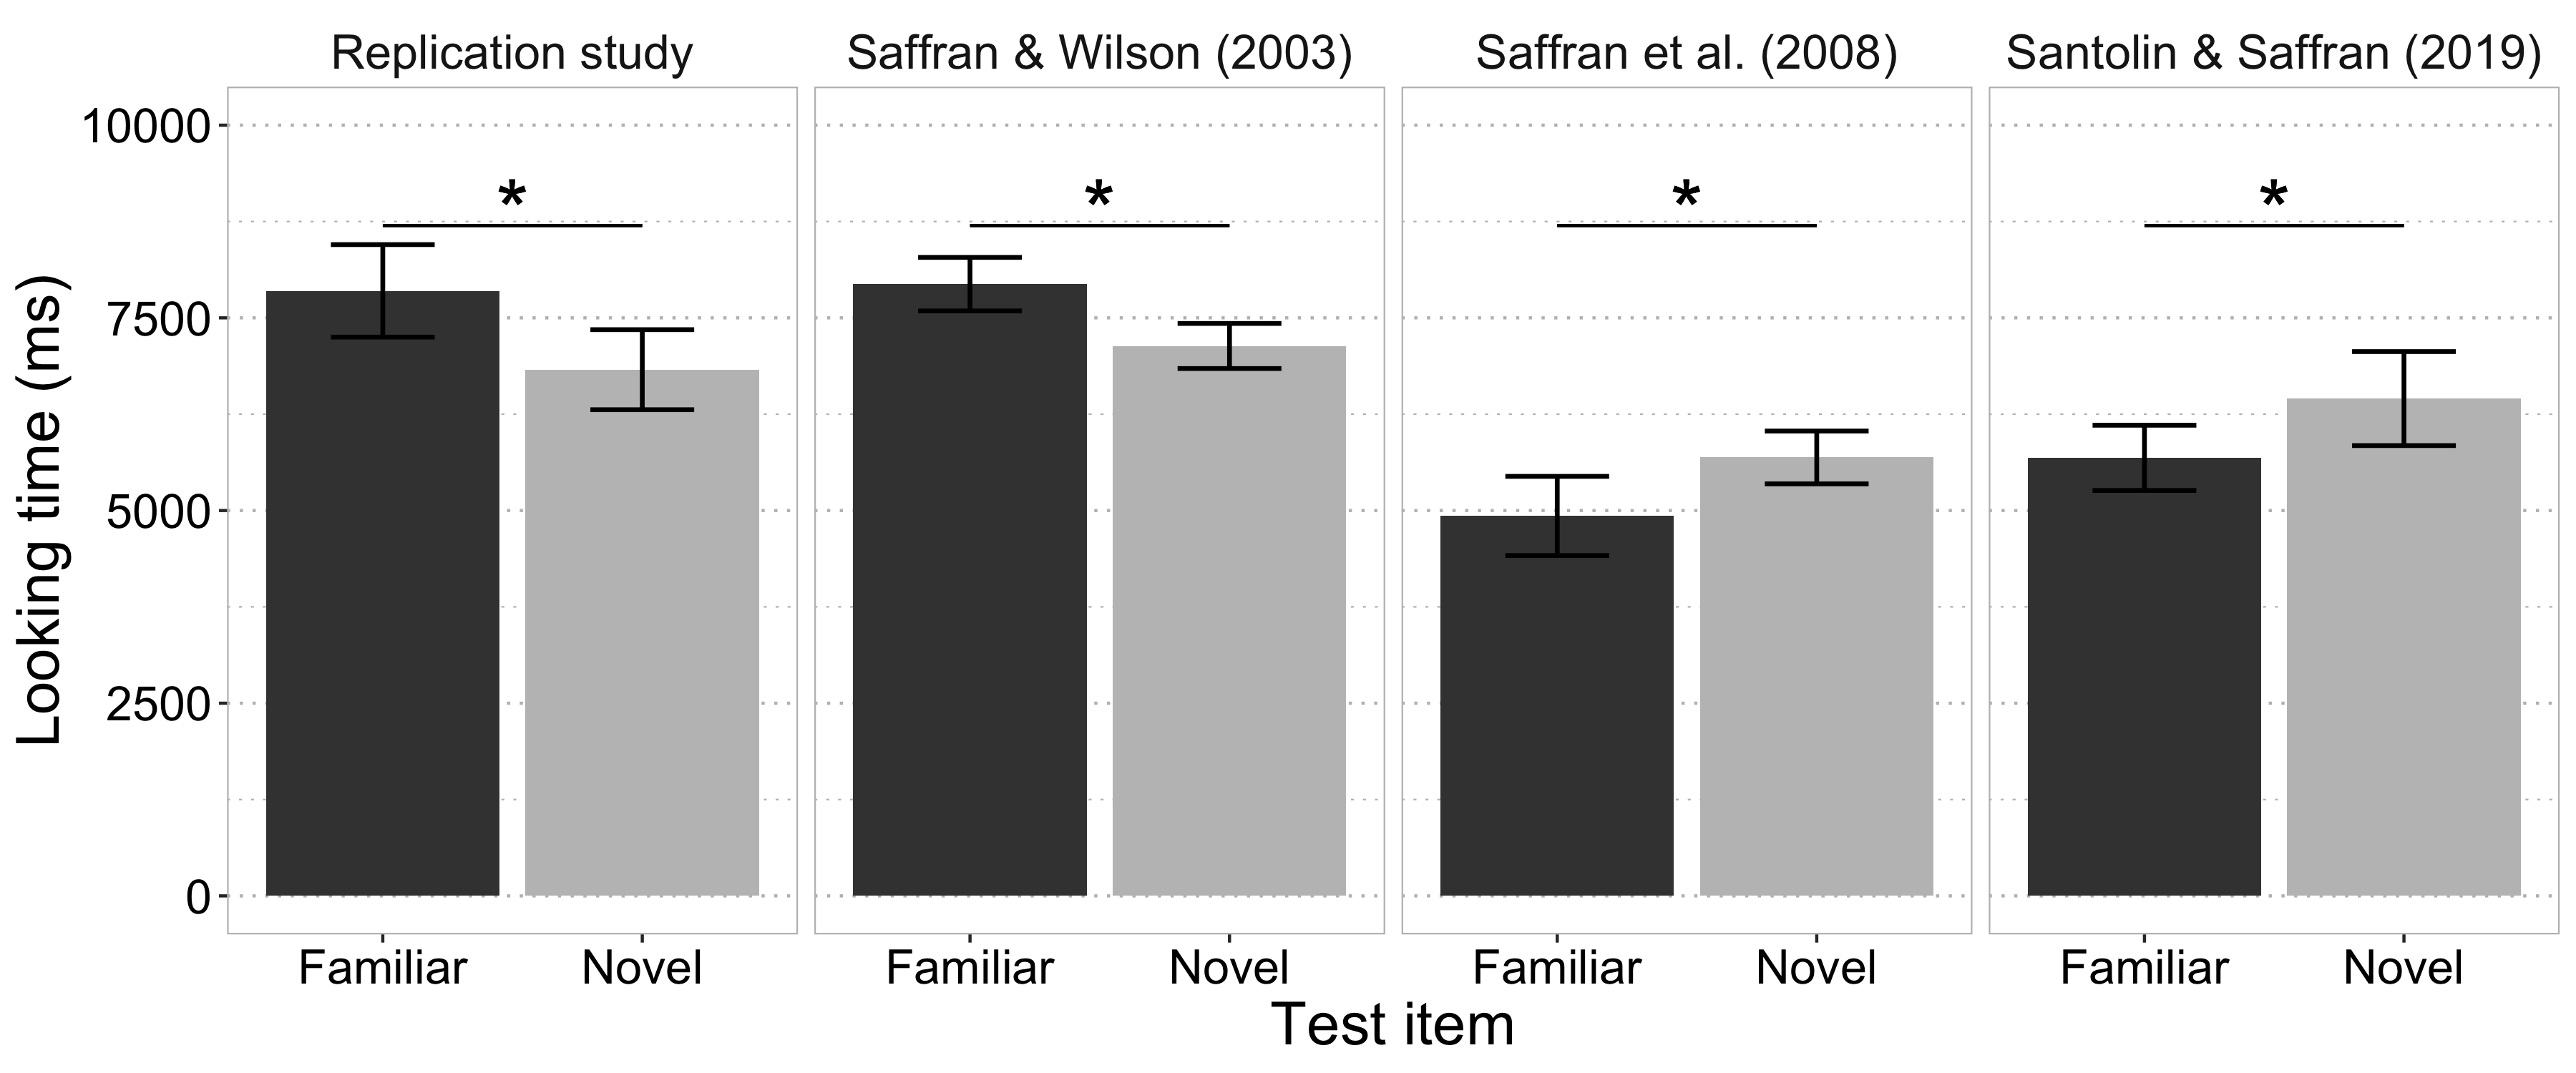 Replication study
Saffran & Wilson (2003)
Saffran et al. (2008)
Santolin & Saffran (2019)
Looking time (ms)
10000
7500
5000
2500
0
*
*
*
*
Familiar Novel
Familiar Novel
Familiar Novel
Familiar Novel
Test item